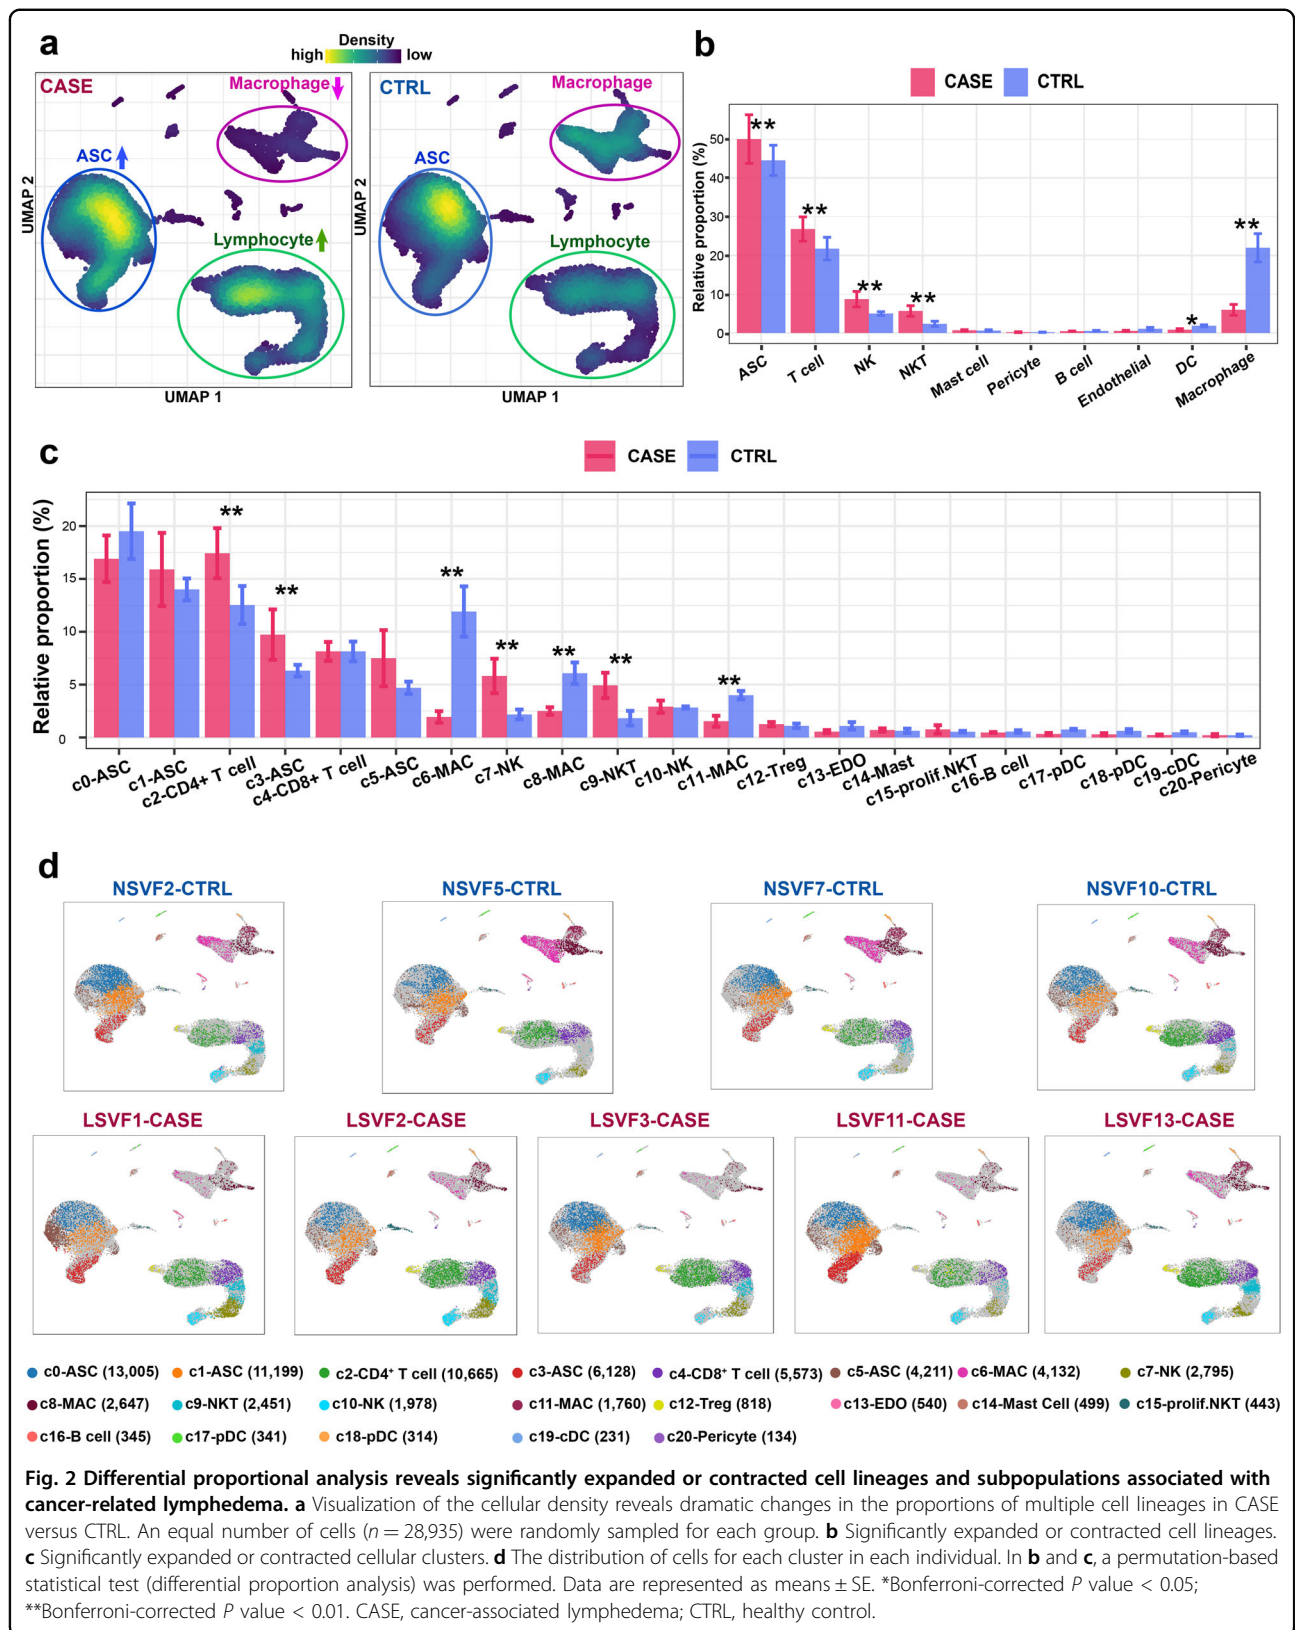 a
Density
high low
CASE
Macrophage
ASC
Lymphocyte
UMAP 2
UMAP 1
CTRL
Macrophage
ASC
Lymphocyte
UMAP 2
UMAP 1
b
CASE CTRL
Relative proportion (%)
50
40
30
20
10
0
** ** ** ** * **
ASC T cell NK NKT Mast cell Pericyte B cell Endothelial DC Macrophage
c
CASE CTRL
Relative proportion (%)
20
15
10
5
0
** ** ** ** ** ** **
c0-ASC c1-ASC c2-CD4+ T cell c3-ASC c4-CD8+ T cell c5-ASC c6-MAC c7-NK c8-MAC c9-NKT c10-NK c11-MAC c12-Treg c13-EDO c14-Mast c15-prolif.NKT c16-B cell c17-pDC c18-pDC c19-cDC c20-Pericyte
d
NSVF2-CTRL NSVF5-CTRL NSVF7-CTRL NSVF10-CTRL
LSVF1-CASE LSVF2-CASE LSVF3-CASE LSVF11-CASE LSVF13-CASE
c0-ASC (13,005) c1-ASC (11,199) c2-CD4⁺ T cell (10,665) c3-ASC (6,128) c4-CD8⁺ T cell (5,573) c5-ASC (4,211) c6-MAC (4,132) c7-NK (2,795)
c8-MAC (2,647) c9-NKT (2,451) c10-NK (1,978) c11-MAC (1,760) c12-Treg (818) c13-EDO (540) c14-Mast Cell (499) c15-prolif.NKT (443)
c16-B cell (345) c17-pDC (341) c18-pDC (314) c19-cDC (231) c20-Pericyte (134)
Fig. 2 Differential proportional analysis reveals significantly expanded or contracted cell lineages and subpopulations associated with
cancer-related lymphedema. a Visualization of the cellular density reveals dramatic changes in the proportions of multiple cell lineages in CASE
versus CTRL. An equal number of cells (n = 28,935) were randomly sampled for each group. b Significantly expanded or contracted cell lineages.
c Significantly expanded or contracted cellular clusters. d The distribution of cells for each cluster in each individual. In b and c, a permutation-based
statistical test (differential proportion analysis) was performed. Data are represented as means ± SE. *Bonferroni-corrected P value < 0.05;
**Bonferroni-corrected P value < 0.01. CASE, cancer-associated lymphedema; CTRL, healthy control.